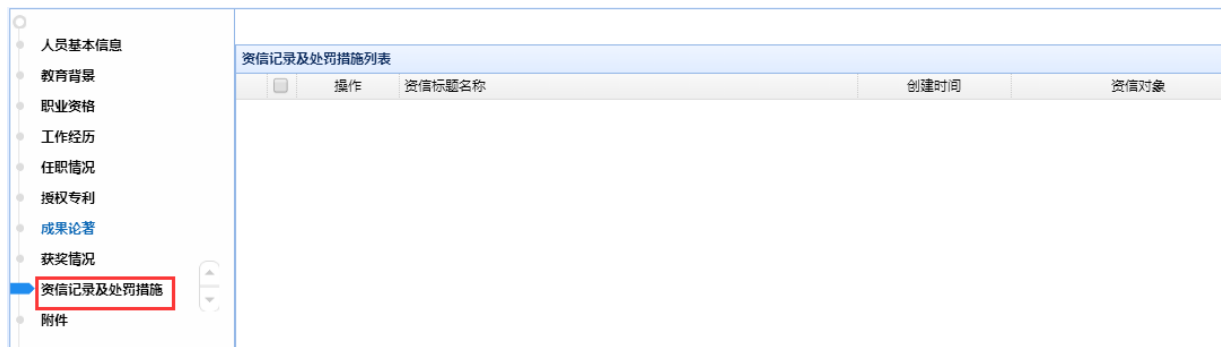 人员基本信息
教育背景
职业资格
工作经历
任职情况
授权专利
成果论著
获奖情况
资信记录及处罚措施
附件
资信记录及处罚措施列表
操作 资信标题名称 创建时间 资信对象